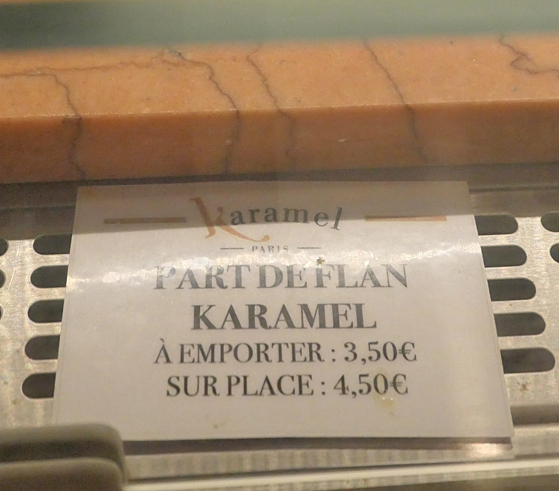 Karamel
PARIS
PART DE FLAN
KARAMEL
À EMPORTER : 3,50€
SUR PLACE : 4,50€